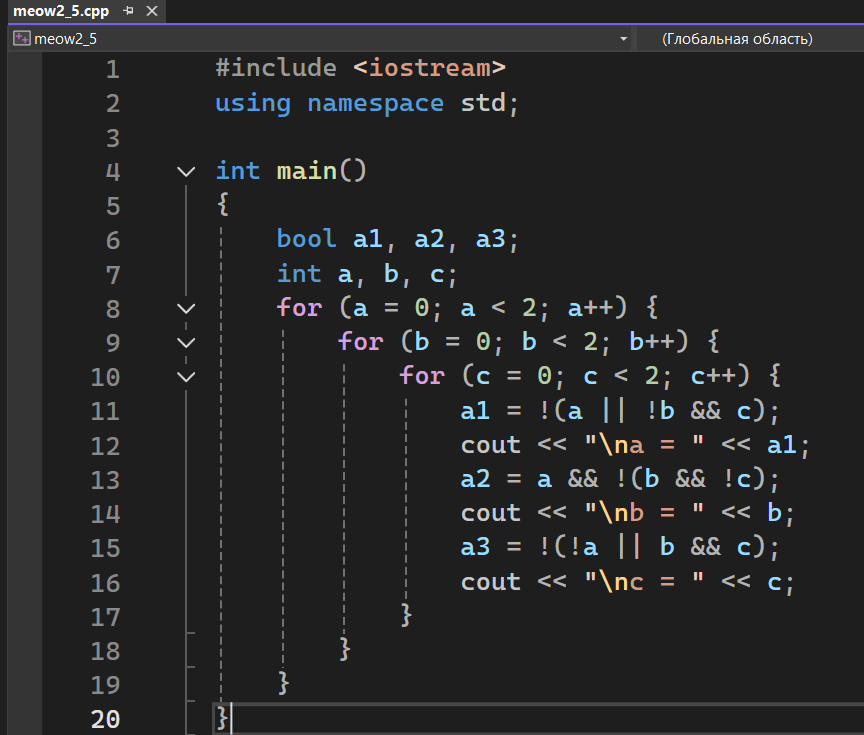 meow2_5.cpp
meow2_5
(Глобальная область)
1 #include <iostream>
2 using namespace std;
3
4 int main()
5 {
6 bool a1, a2, a3;
7 int a, b, c;
8 for (a = 0; a < 2; a++) {
9 for (b = 0; b < 2; b++) {
10 for (c = 0; c < 2; c++) {
11 a1 = !(a || !b && c);
12 cout << "\na = " << a1;
13 a2 = a && !(b && !c);
14 cout << "\nb = " << b;
15 a3 = !(!a || b && c);
16 cout << "\nc = " << c;
17 }
18 }
19 }
20 }